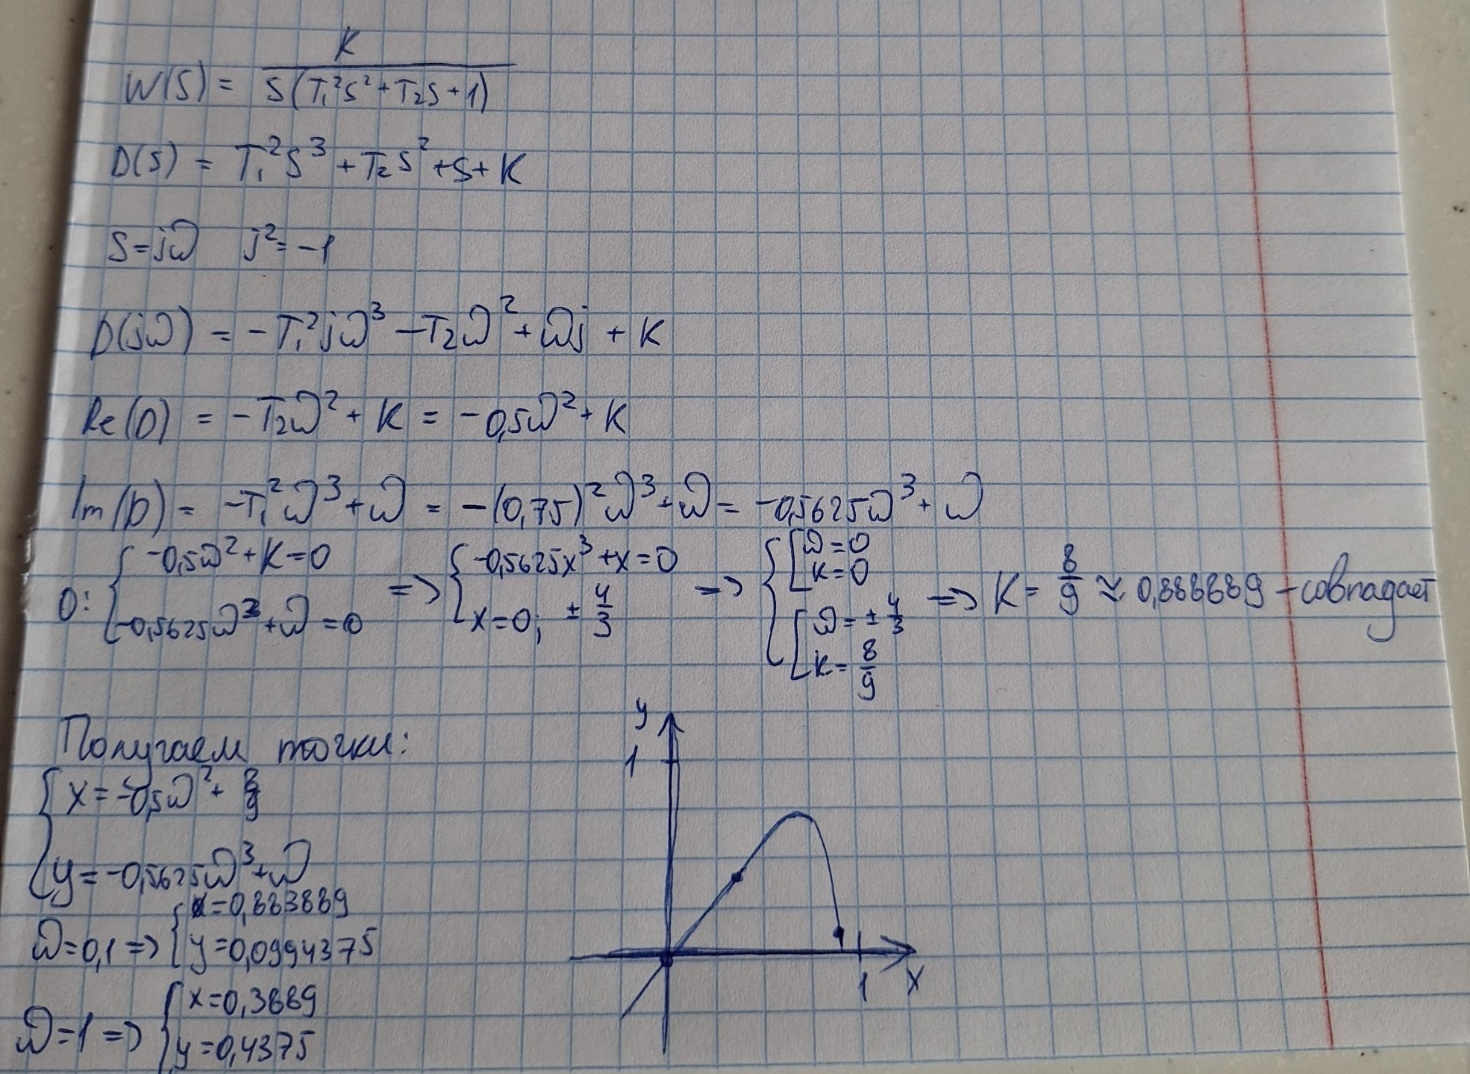 W(S) = K / S(T₁²S² + T₂S + 1)
D(S) = T₁²S³ + T₂S² + S + K
S=jω j² = -1
D(jω) = -T₁²jω³ - T₂ω² + ωj + K
Re(D) = -T₂ω² + K = -0,5ω² + K
Im(D) = -T₁²ω³ + ω = -(0,75)²ω³ + ω = -0,5625ω³ + ω
0: { -0,5ω² + K = 0 ; -0,5625ω³ + ω = 0 => { -0,5625x³ + x = 0 ; x = 0; ± 4/3 => { [ ω = 0 ; K = 0 ; [ ω = ± 4/3 ; K = 8/9 => K = 8/9 ≈ 0,888889 - совпадает
Получаем точки:
{ x = -0,5ω² + 8/9
y = -0,5625ω³ + ω
ω = 0,1 => { x = 0,883889
y = 0,0994375
ω = 1 => { x = 0,3889
y = 0,4375
y
1
1 x